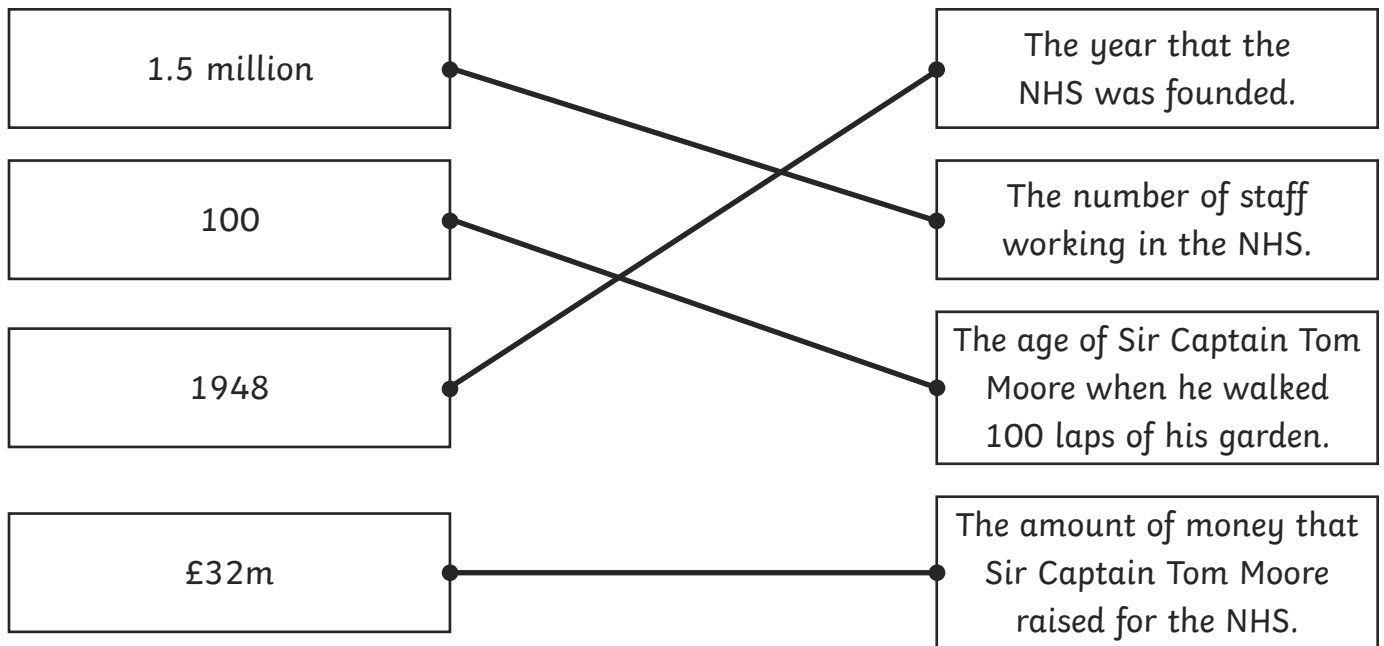 1.5 million
The year that the
NHS was founded.
100
The number of staff
working in the NHS.
1948
The age of Sir Captain Tom
Moore when he walked
100 laps of his garden.
£32m
The amount of money that
Sir Captain Tom Moore
raised for the NHS.